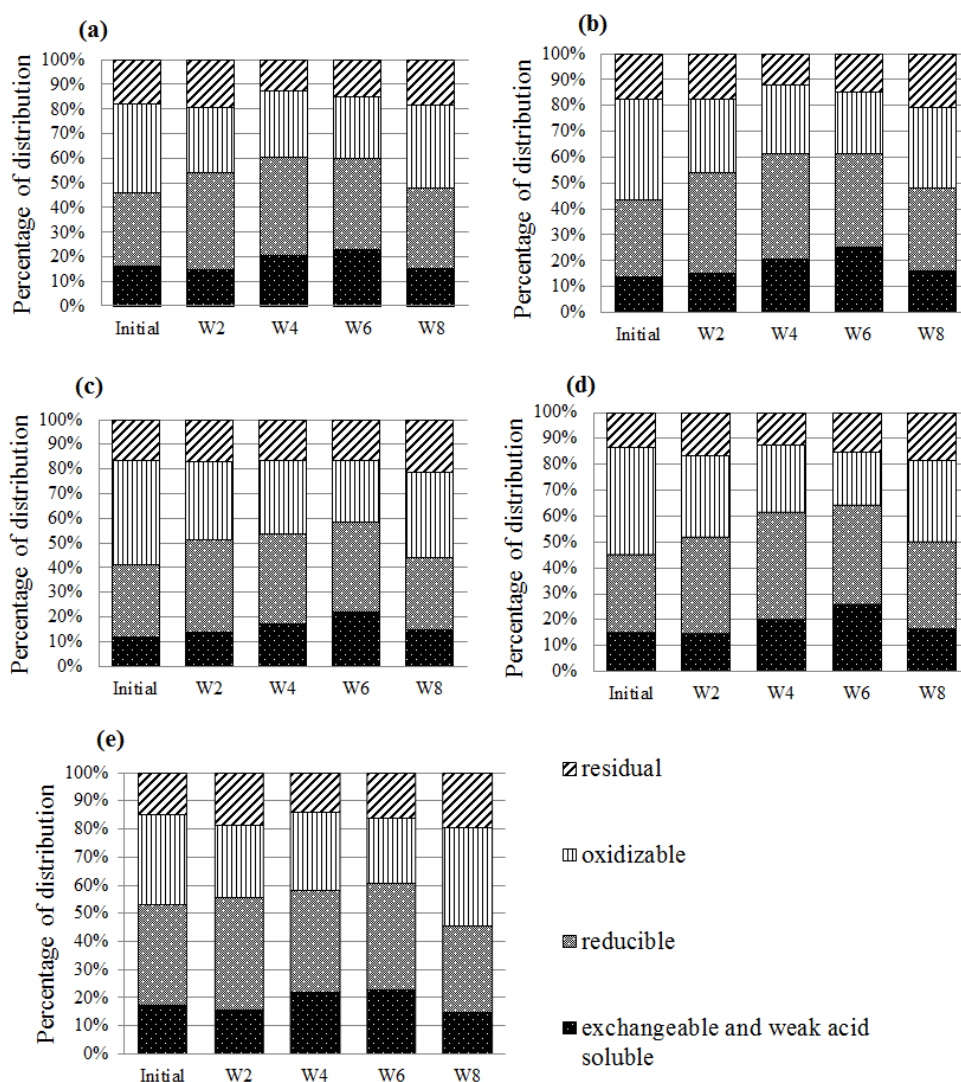 (a)
Percentage of distribution
100%
90%
80%
70%
60%
50%
40%
30%
20%
10%
0%
Initial W2 W4 W6 W8
(b)
Percentage of distribution
100%
90%
80%
70%
60%
50%
40%
30%
20%
10%
0%
Initial W2 W4 W6 W8
(c)
Percentage of distribution
100%
90%
80%
70%
60%
50%
40%
30%
20%
10%
0%
Initial W2 W4 W6 W8
(d)
Percentage of distribution
100%
90%
80%
70%
60%
50%
40%
30%
20%
10%
0%
Initial W2 W4 W6 W8
(e)
Percentage of distribution
100%
90%
80%
70%
60%
50%
40%
30%
20%
10%
0%
Initial W2 W4 W6 W8
residual
oxidizable
reducible
exchangeable and weak acid
soluble